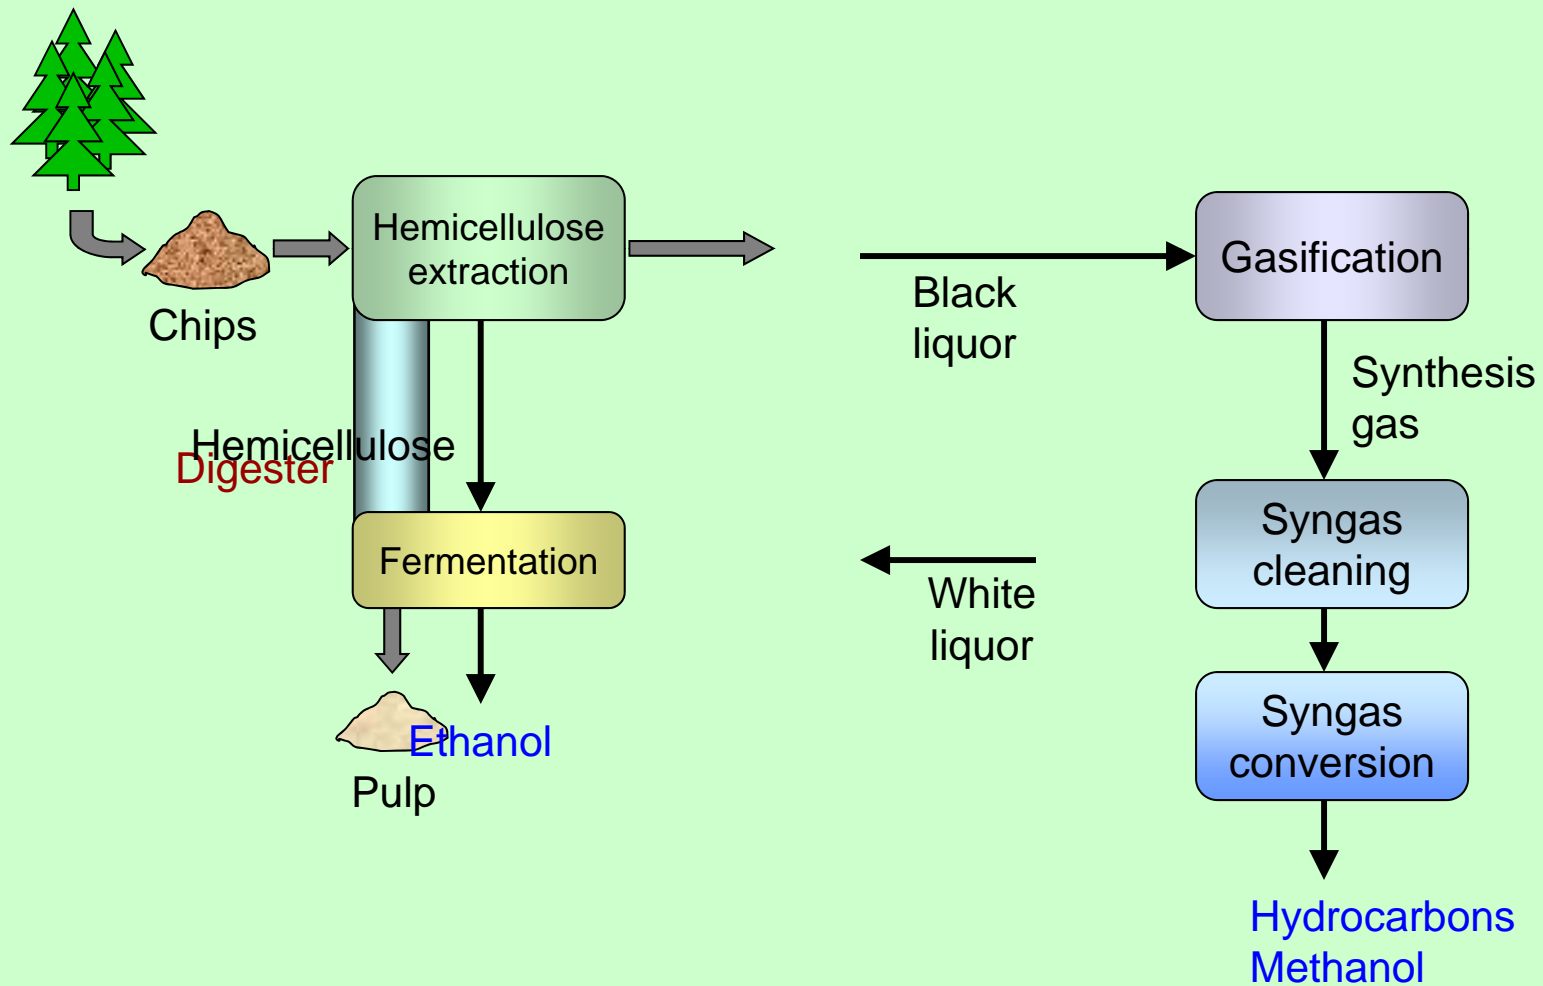 Hemicellulose
extraction
Chips
Hemicellulose
Digester
Fermentation
Ethanol
Pulp
Black
liquor
White
liquor
Gasification
Synthesis
gas
Syngas
cleaning
Syngas
conversion
Hydrocarbons
Methanol